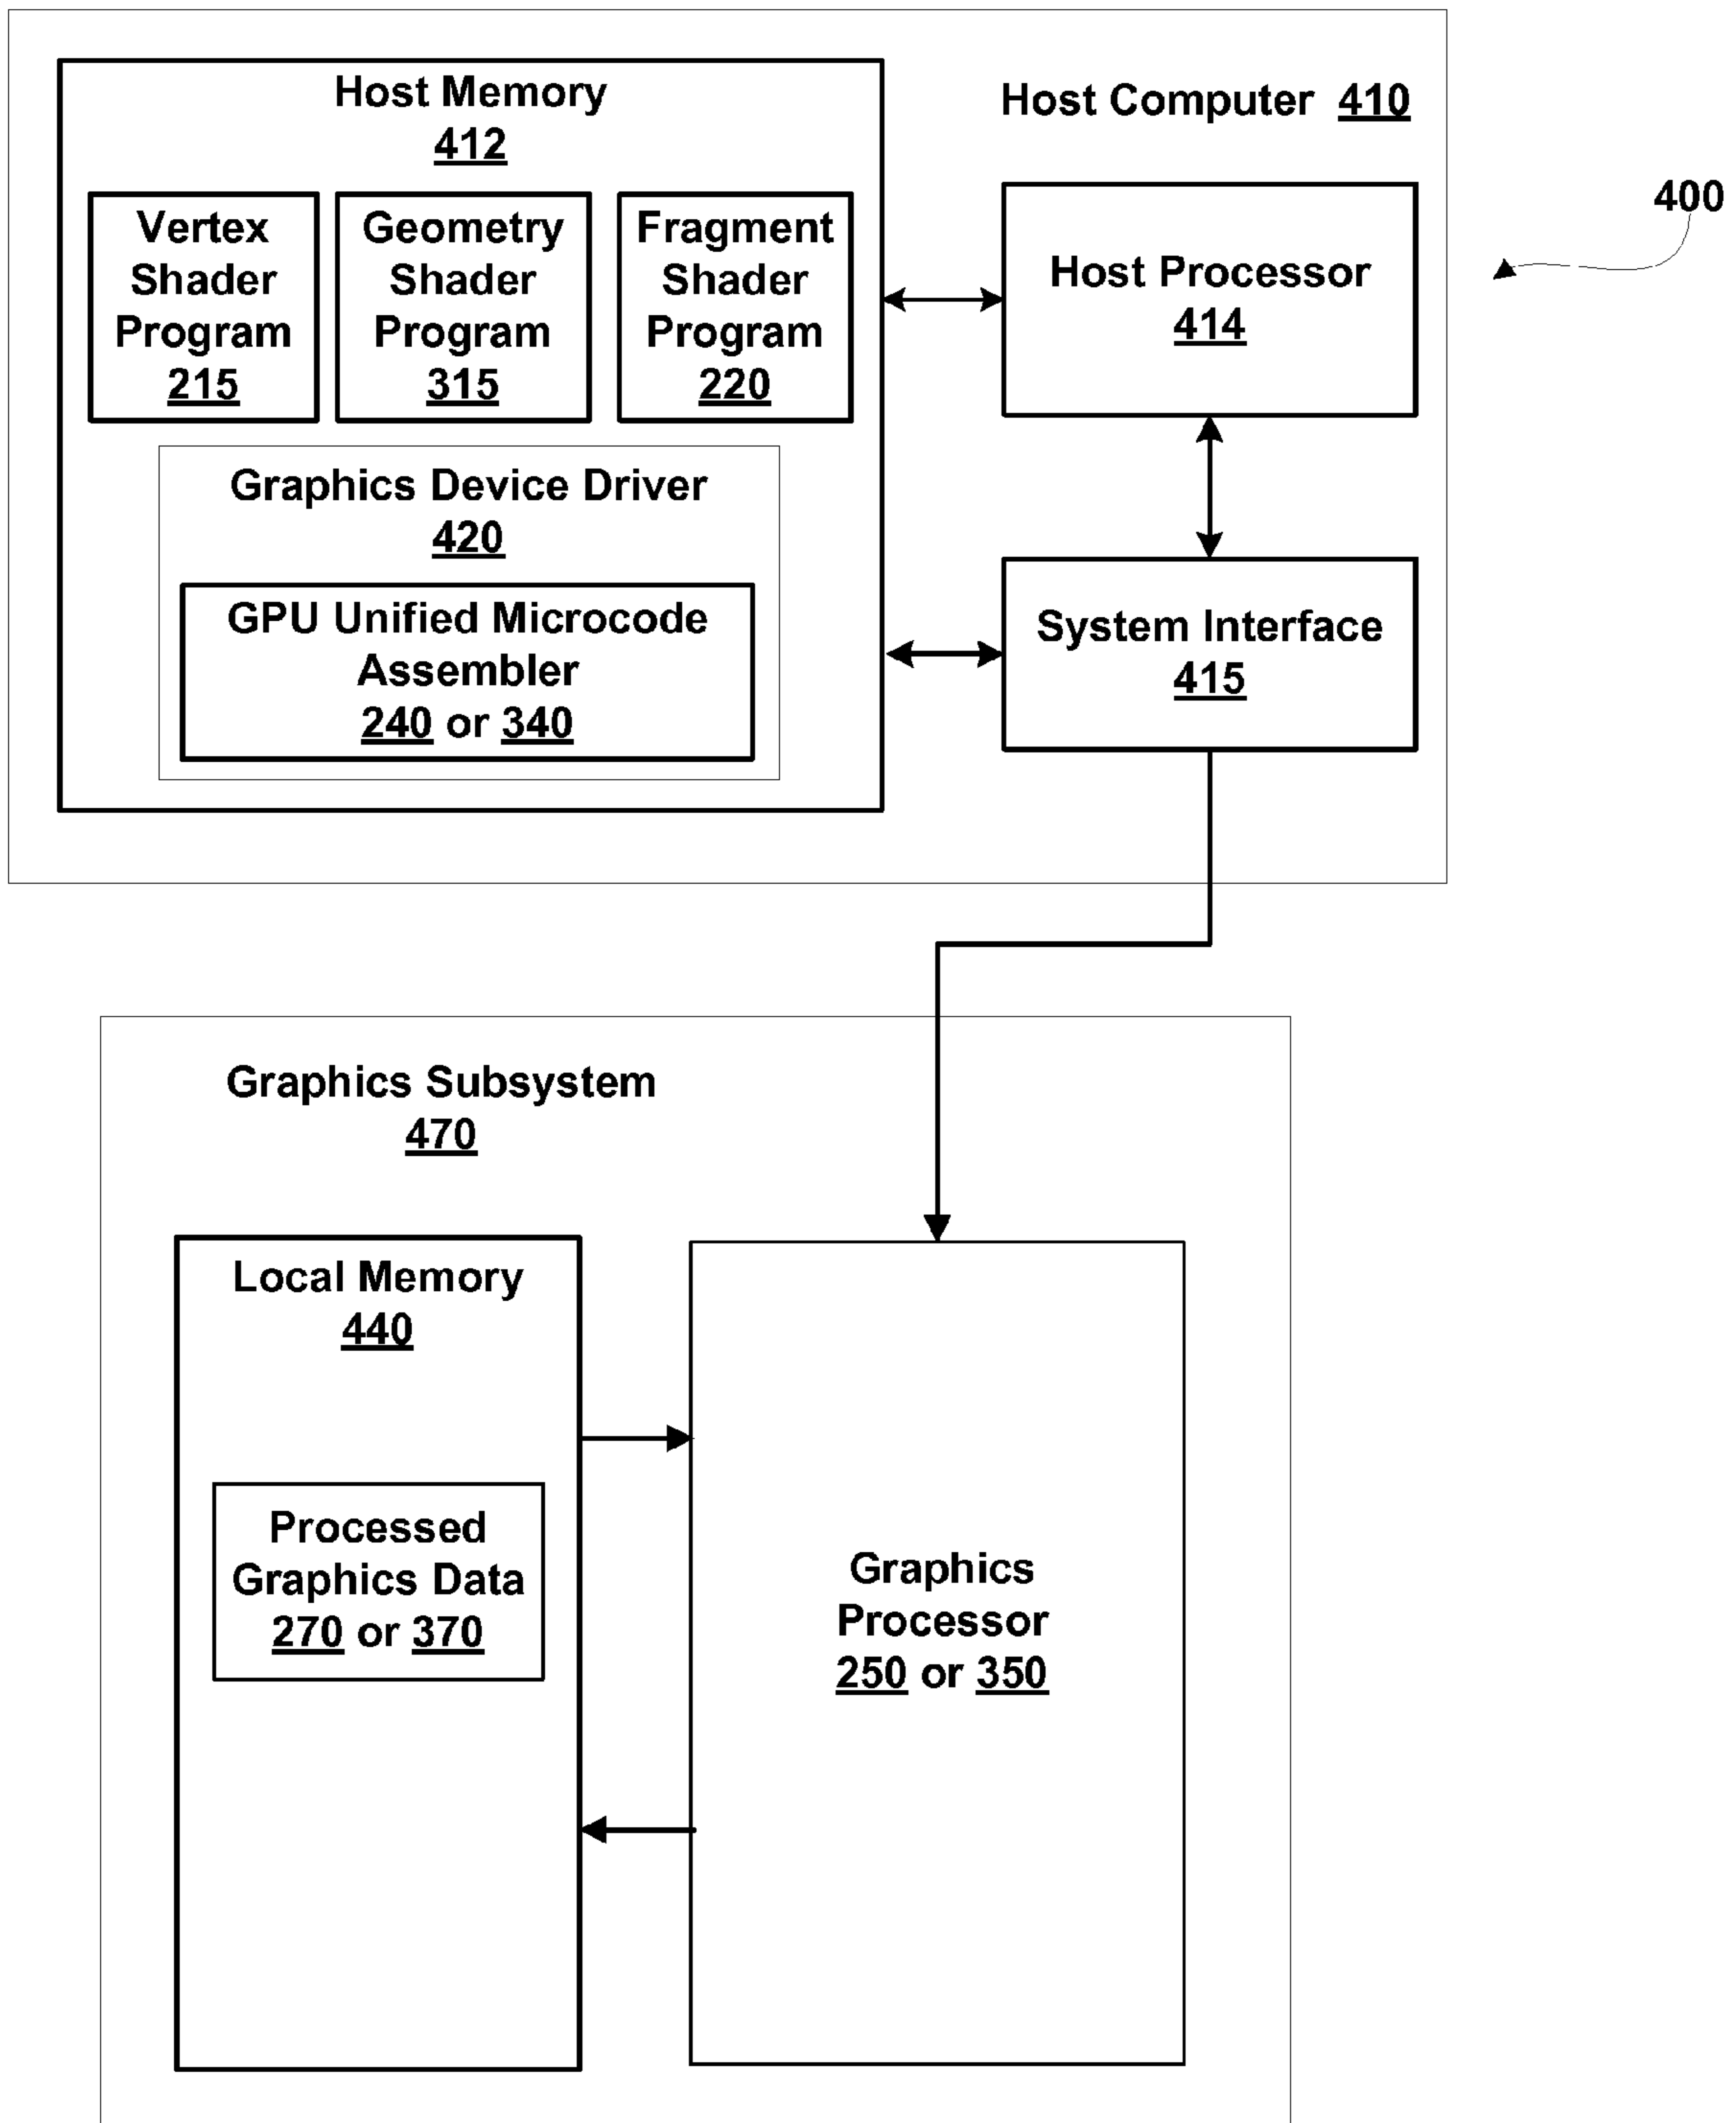 Host Memory
412
Host Computer 410
400
Vertex
Shader
Program
215
Geometry
Shader
Program
315
Fragment
Shader
Program
220
Host Processor
414
Graphics Device Driver
420
GPU Unified Microcode
Assembler
240 or 340
System Interface
415
Graphics Subsystem
470
Local Memory
440
Processed
Graphics Data
270 or 370
Graphics
Processor
250 or 350